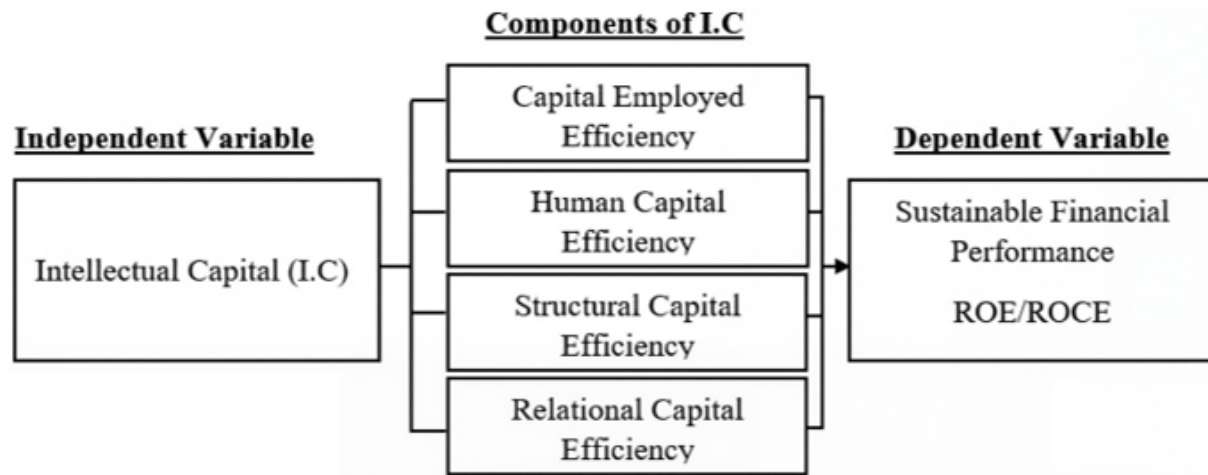 Components of I.C
Capital Employed
Efficiency
Independent Variable
Dependent Variable
Human Capital
Efficiency
Intellectual Capital (I.C)
Sustainable Financial
Performance
ROE/ROCE
Structural Capital
Efficiency
Relational Capital
Efficiency